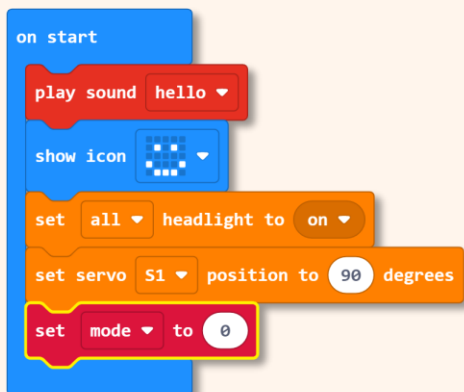 on start
play sound hello
show icon
set all headlight to on
set servo S1 position to 90 degrees
set mode to 0